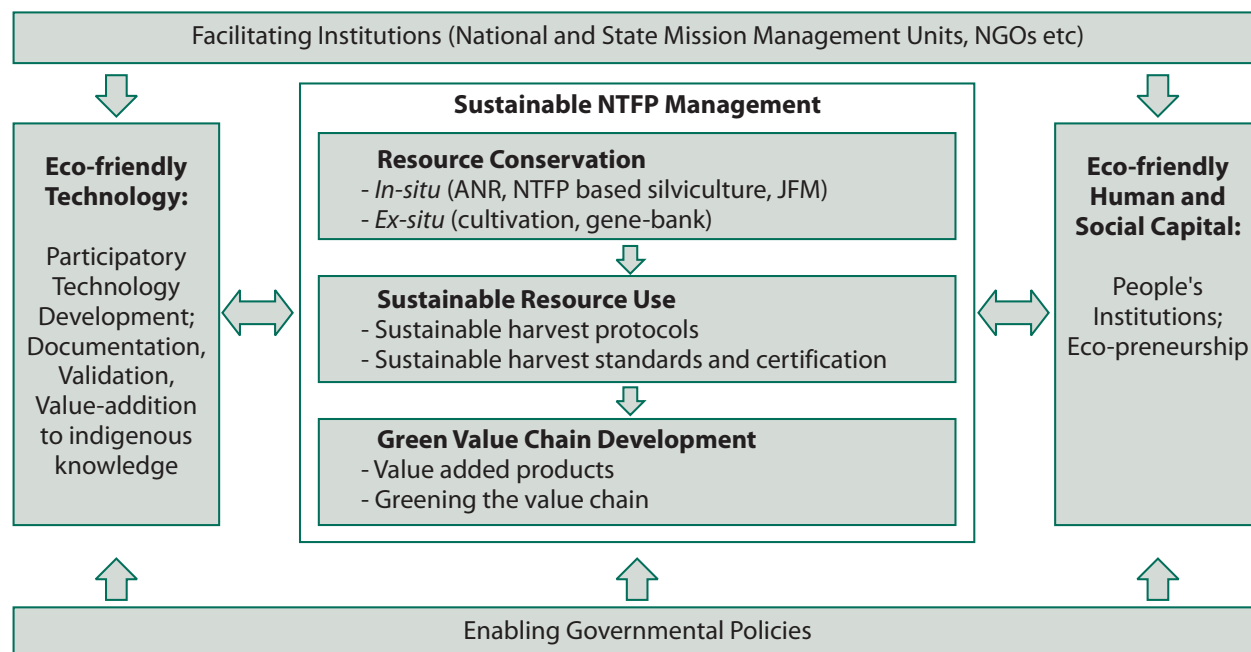 Facilitating Institutions (National and State Mission Management Units, NGOs etc)
Eco-friendly
Technology:
Participatory
Technology
Development;
Documentation,
Validation,
Value-addition
to indigenous
knowledge
Sustainable NTFP Management
Resource Conservation
- In-situ (ANR, NTFP based silviculture, JFM)
- Ex-situ (cultivation, gene-bank)
Sustainable Resource Use
- Sustainable harvest protocols
- Sustainable harvest standards and certification
Green Value Chain Development
- Value added products
- Greening the value chain
Eco-friendly
Human and
Social Capital:
People's
Institutions;
Eco-preneurship
Enabling Governmental Policies